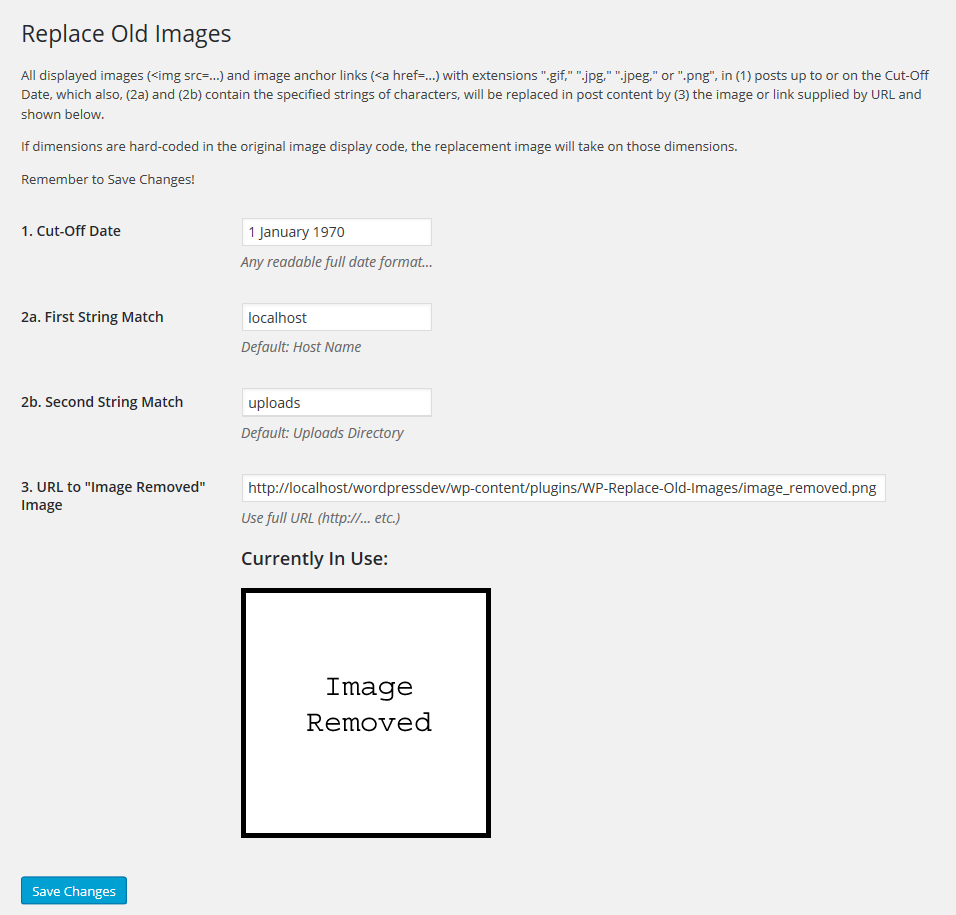 Replace Old Images
All displayed images (<img src=...) and image anchor links (<a href=...) with extensions ".gif," ".jpg," ".jpeg," or ".png", in (1) posts up to or on the Cut-Off
Date, which also, (2a) and (2b) contain the specified strings of characters, will be replaced in post content by (3) the image or link supplied by URL and
shown below.
If dimensions are hard-coded in the original image display code, the replacement image will take on those dimensions.
Remember to Save Changes!
1. Cut-Off Date
1 January 1970
Any readable full date format...
2a. First String Match
localhost
Default: Host Name
2b. Second String Match
uploads
Default: Uploads Directory
3. URL to "Image Removed"
Image
http://localhost/wordpressdev/wp-content/plugins/WP-Replace-Old-Images/image_removed.png
Use full URL (http://... etc.)
Currently In Use:
Image
Removed
Save Changes